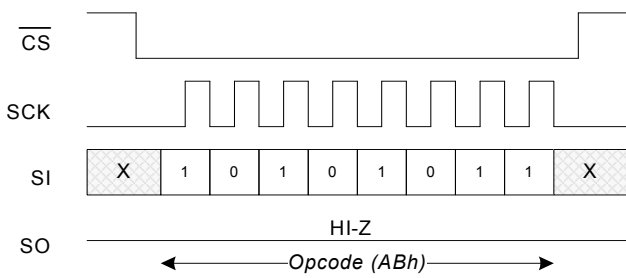 CS
SCK
SI X 1 0 1 0 1 0 1 1 X
HI-Z
SO
Opcode (ABh)